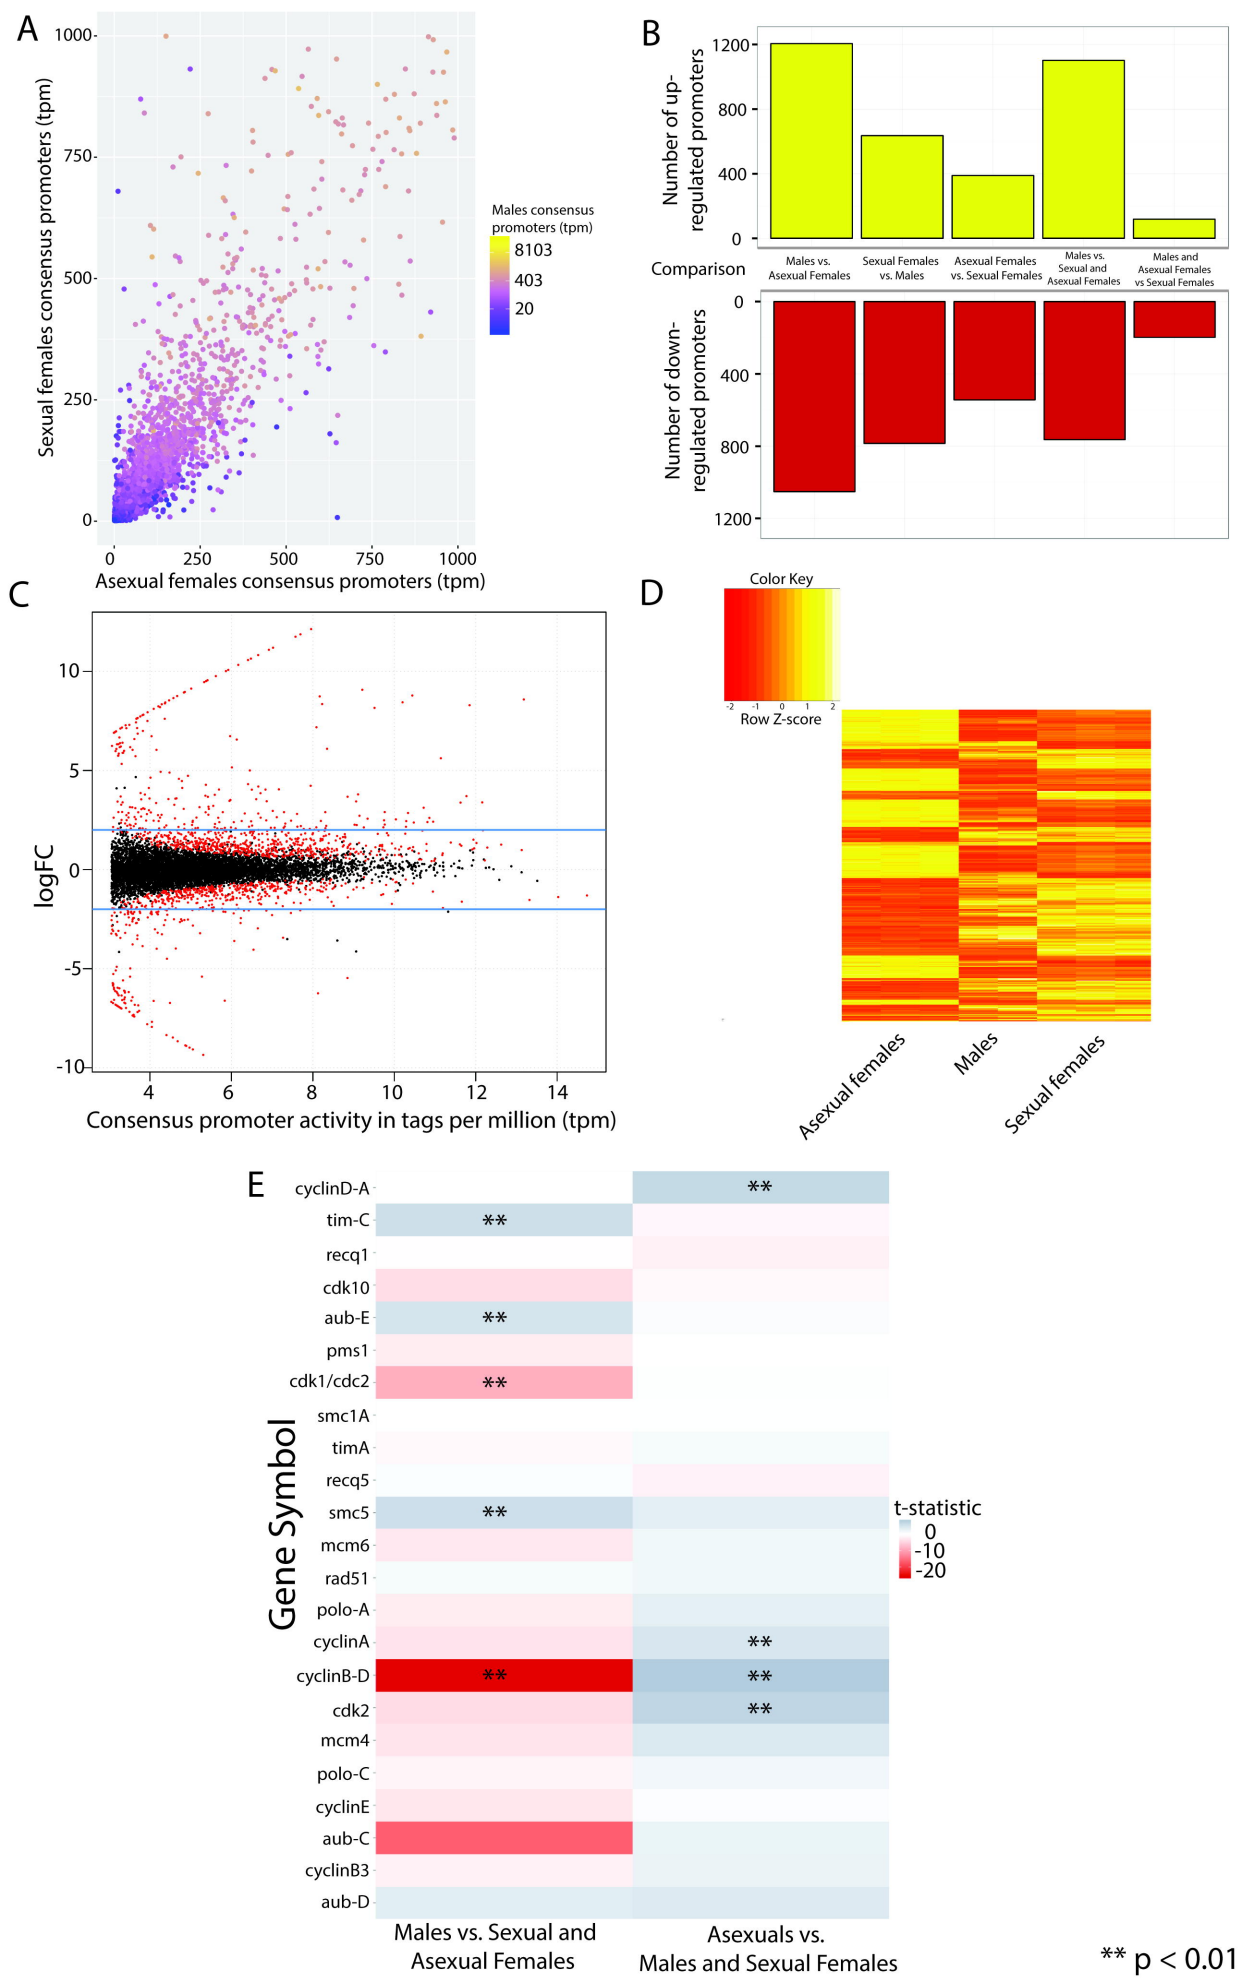 A
Sexual females consensus promoters (tpm)
1000
750
500
250
0
0 250 500 750 1000
Asexual females consensus promoters (tpm)
Males consensus
promoters (tpm)
8103
403
20
B
Number of up-
regulated promoters
1200
800
400
0
Comparison
Males vs.
Asexual Females
Sexual Females
vs. Males
Asexual Females
vs. Sexual Females
Males vs.
Sexual and
Asexual Females
Males and
Asexual Females
vs Sexual Females
Number of down-
regulated promoters
0
400
800
1200
C
logFC
10
5
0
-5
-10
4 6 8 10 12 14
Consensus promoter activity in tags per million (tpm)
D
Color Key
-2 -1 0 1 2
Row Z-score
Asexual females
Males
Sexual females
E
Gene Symbol
cyclinD-A **
tim-C **
recq1
cdk10
aub-E **
pms1
cdk1/cdc2 **
smc1A
timA
recq5
smc5 **
mcm6
rad51
polo-A
cyclinA **
cyclinB-D ** **
cdk2 **
mcm4
polo-C
cyclinE
aub-C
cyclinB3
aub-D
t-statistic
0
-10
-20
Males vs. Sexual and
Asexual Females
Asexuals vs.
Males and Sexual Females
** p < 0.01